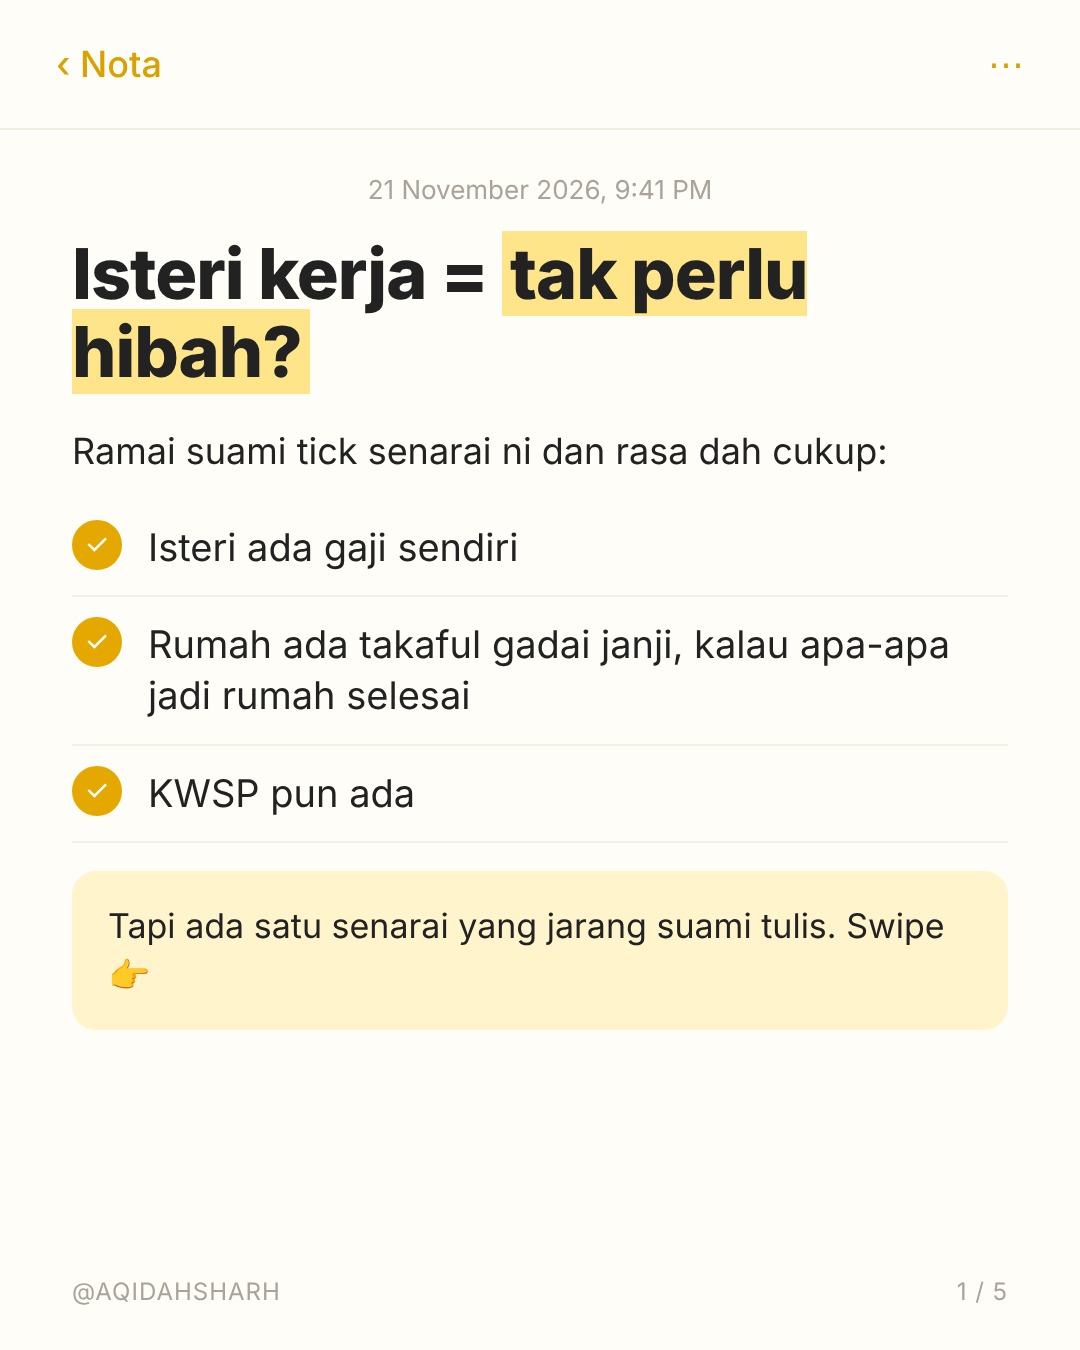 ‹ Nota
...
21 November 2026, 9:41 PM
Isteri kerja = tak perlu
hibah?
Ramai suami tick senarai ni dan rasa dah cukup:
Isteri ada gaji sendiri
Rumah ada takaful gadai janji, kalau apa-apa
jadi rumah selesai
KWSP pun ada
Tapi ada satu senarai yang jarang suami tulis. Swipe
👉
@AQIDAHSHARH
1 / 5